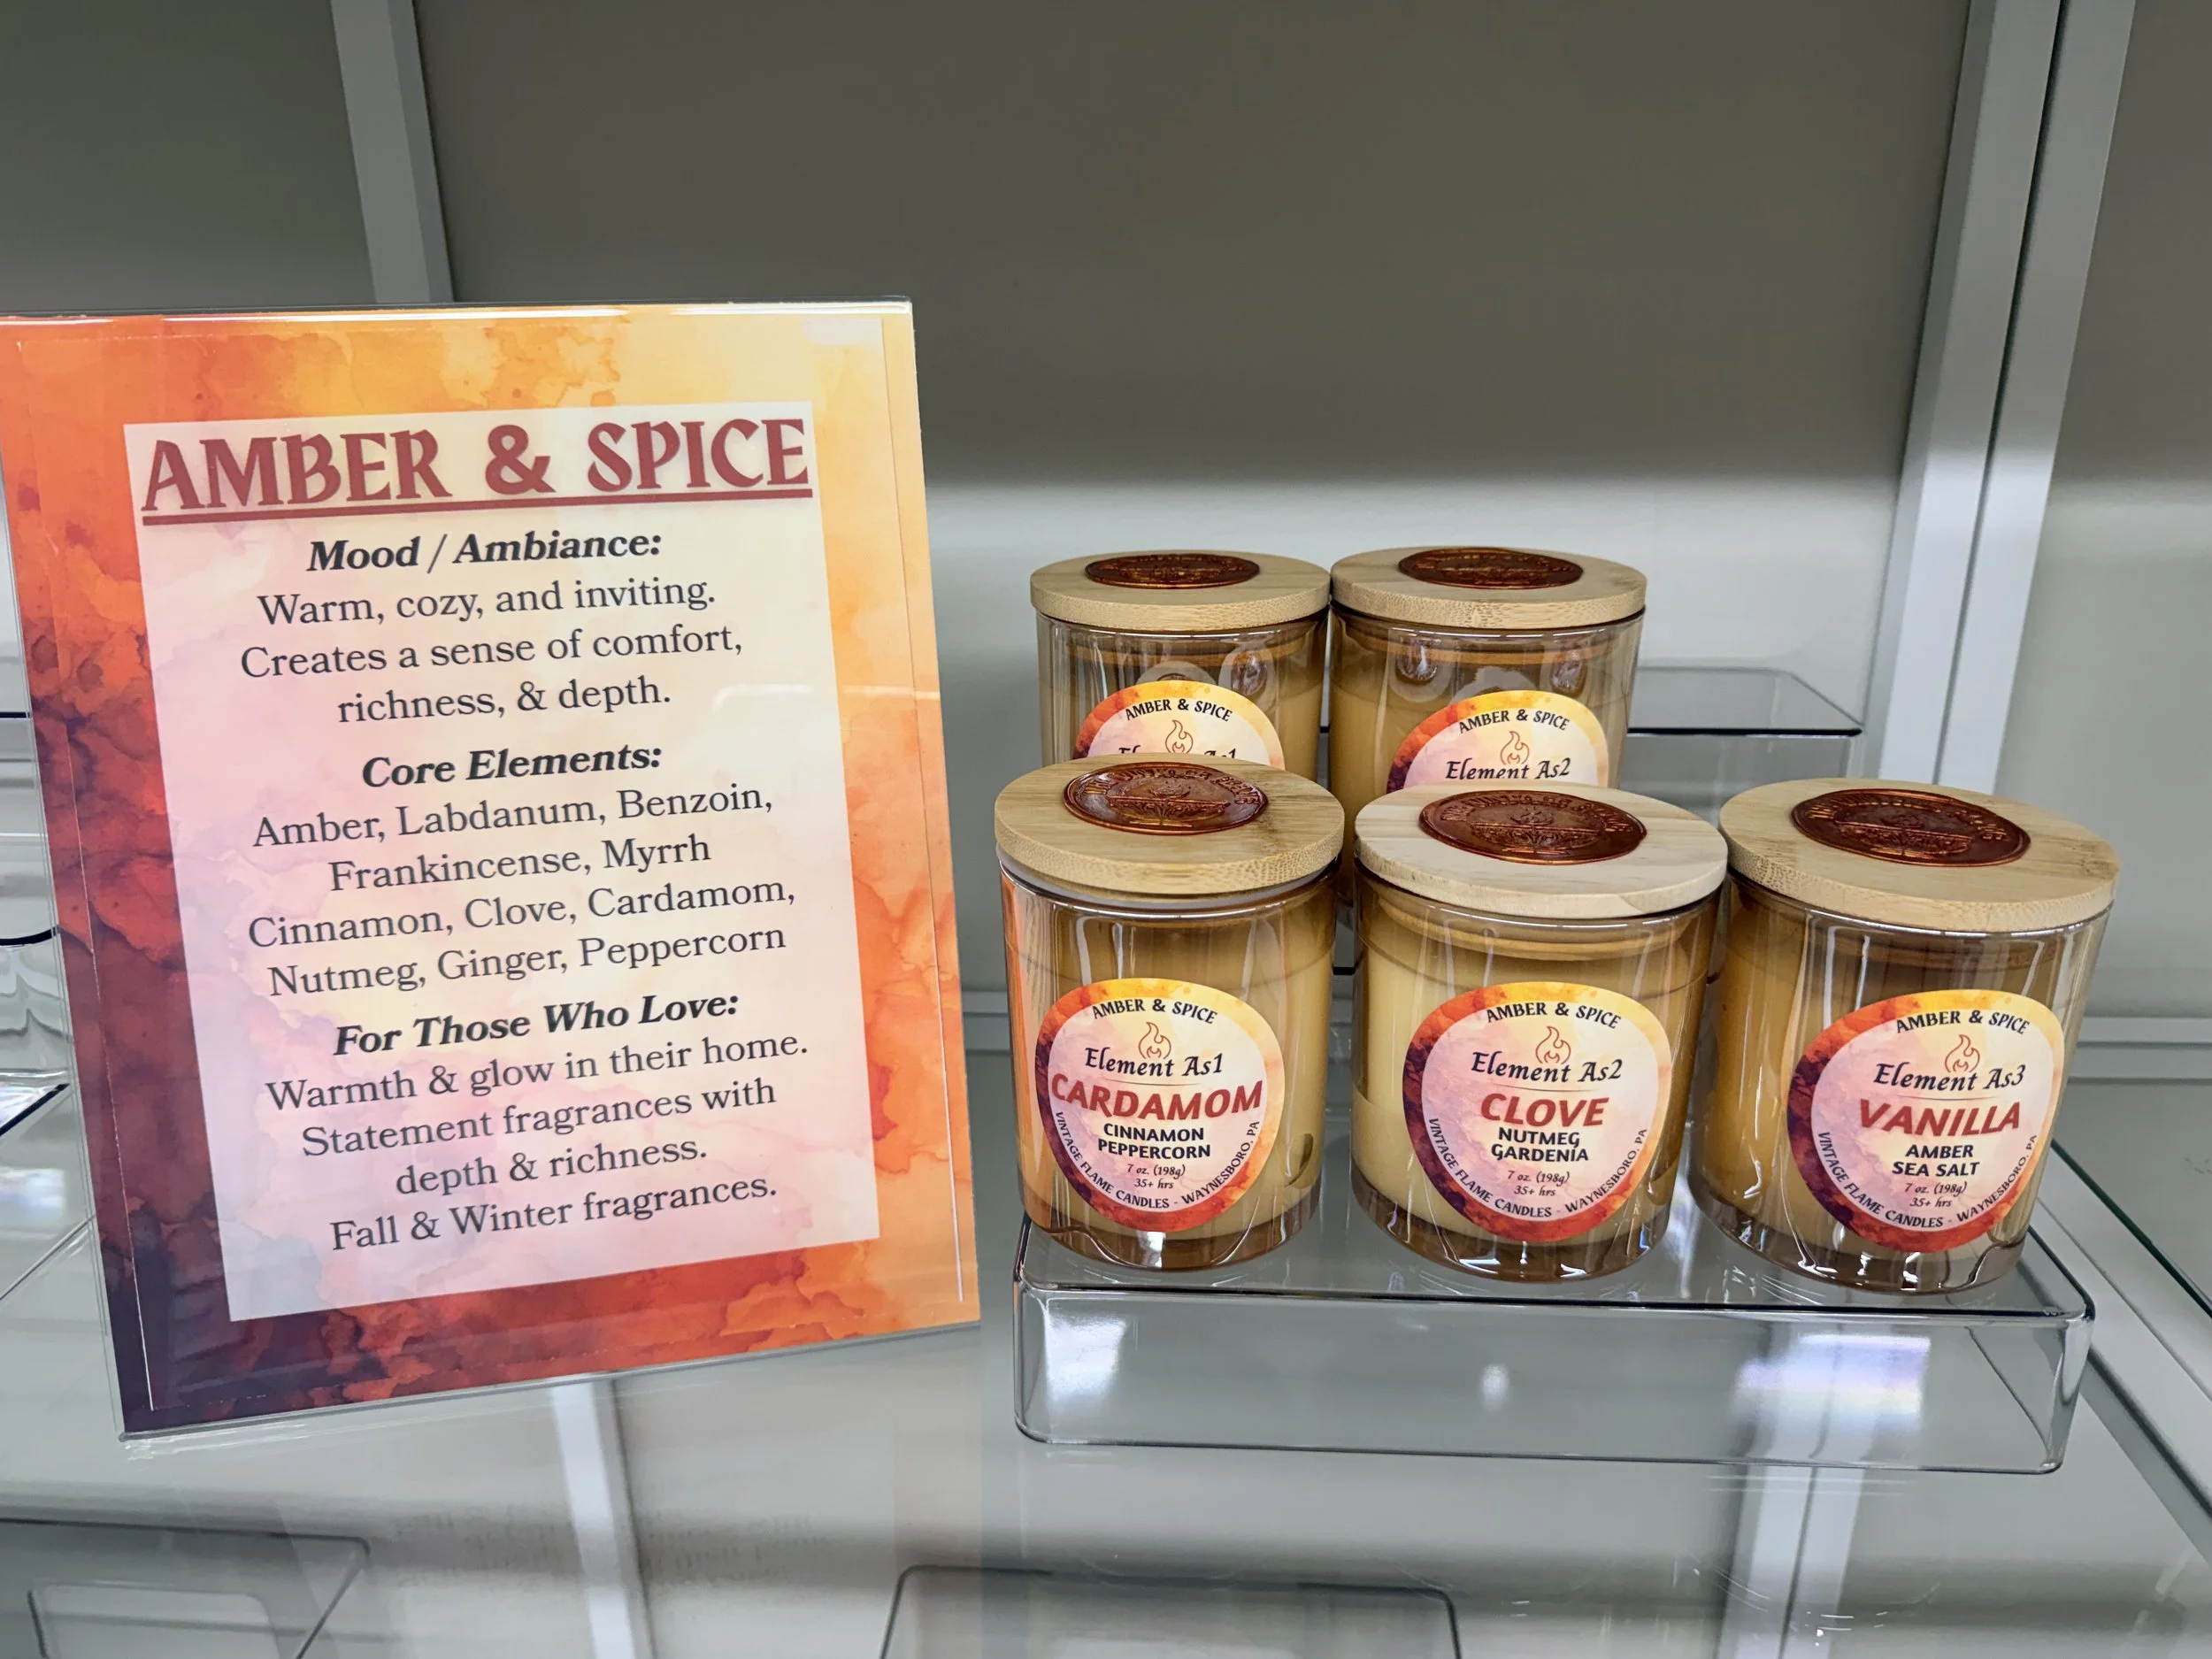 AMBER & SPICE
Mood / Ambiance:
Warm, cozy, and inviting.
Creates a sense of comfort,
richness, & depth.
Core Elements:
Amber, Labdanum, Benzoin,
Frankincense, Myrrh
Cinnamon, Clove, Cardamom,
Nutmeg, Ginger, Peppercorn
For Those Who Love:
Warmth & glow in their home.
Statement fragrances with
depth & richness.
Fall & Winter fragrances.
AMBER & SPICE
As1
AMBER & SPICE
Element As2
AMBER & SPICE
Element As1
CARDAMOM
CINNAMON
PEPPERCORN
7 oz. (198g)
35+ hrs
VINTAGE FLAME CANDLES - WAYNESBORO, PA
AMBER & SPICE
Element As2
CLOVE
NUTMEG
GARDENIA
7 oz. (198g)
35+ hrs
VINTAGE FLAME CANDLES - WAYNESBORO, PA
AMBER & SPICE
Element As3
VANILLA
AMBER
SEA SALT
7 oz. (198g)
35+ hrs
VINTAGE FLAME CANDLES - WAYNESBORO, PA